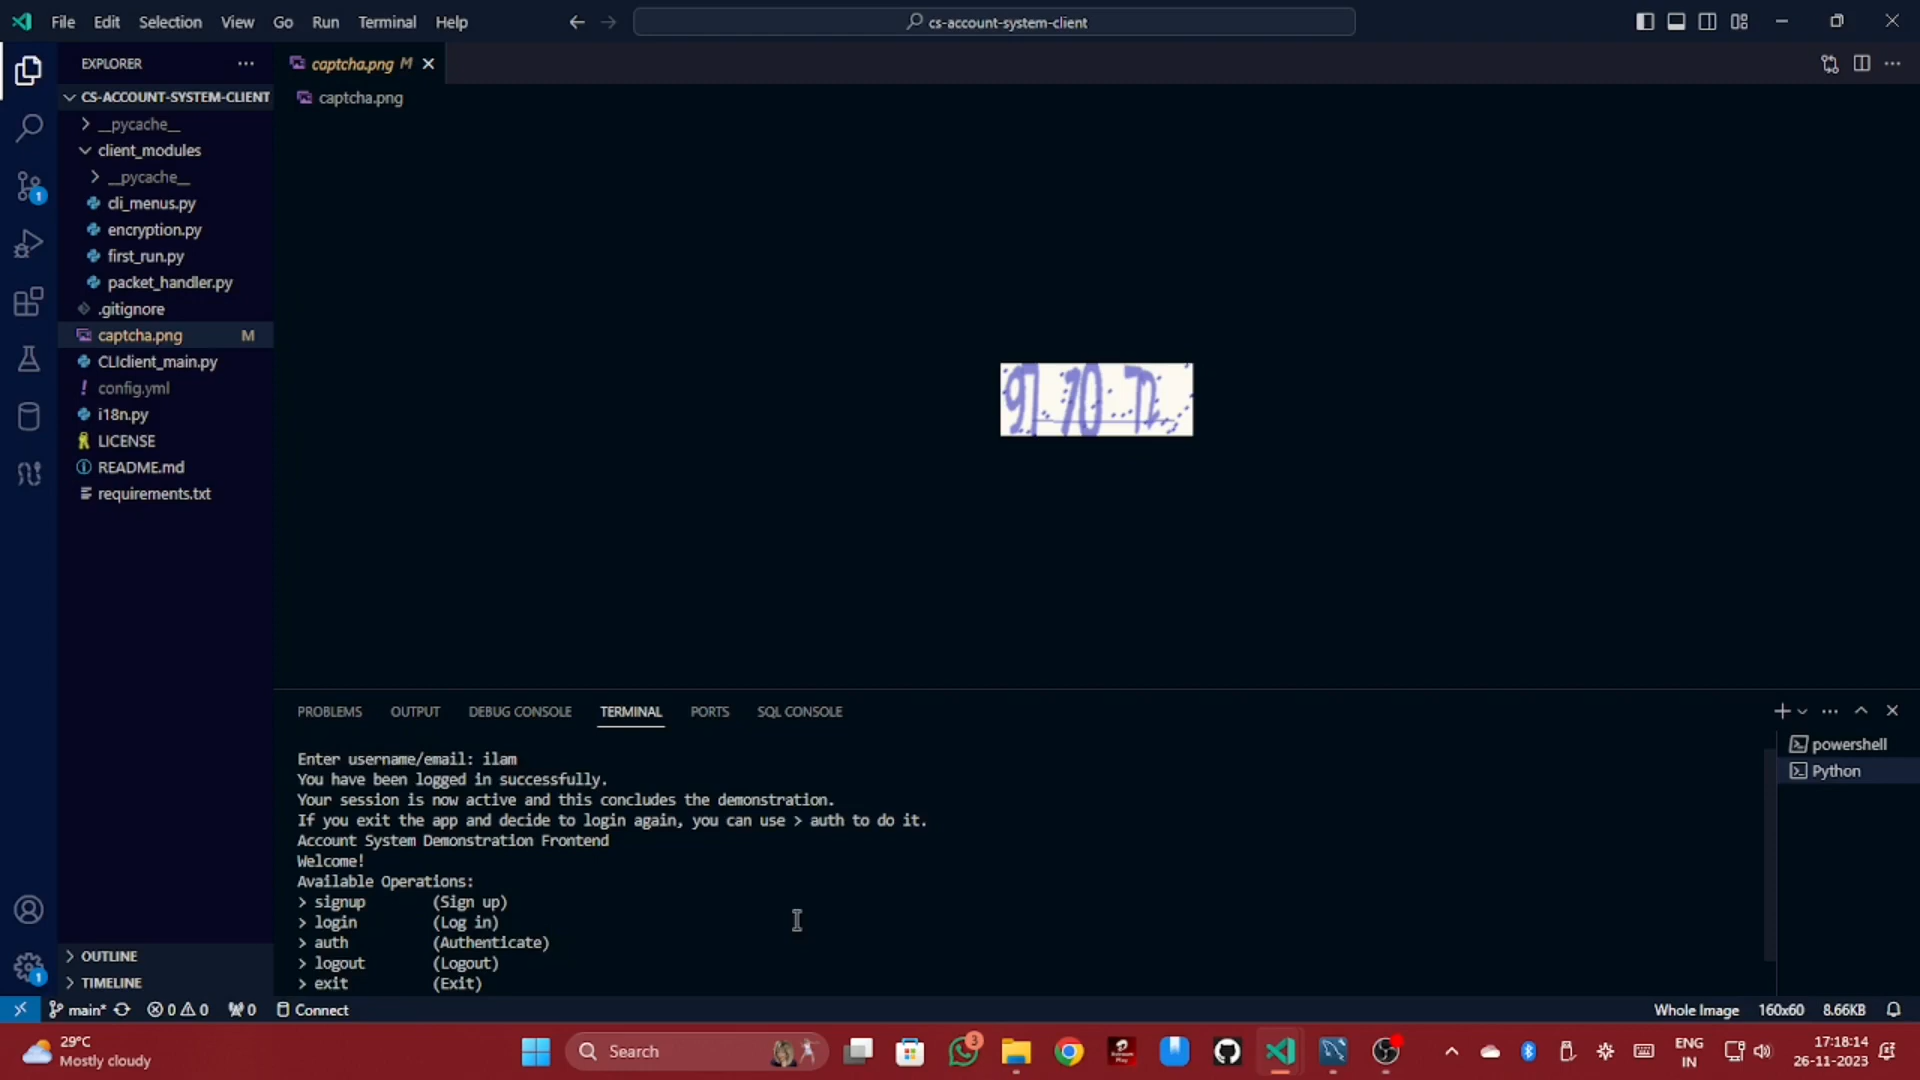 File Edit Selection View Go Run Terminal Help
cs-account-system-client
EXPLORER
captcha.png M
CS-ACCOUNT-SYSTEM-CLIENT
captcha.png
__pycache__
client_modules
__pycache__
cli_menus.py
encryption.py
first_run.py
packet_handler.py
.gitignore
captcha.png M
CLIclient_main.py
config.yml
i18n.py
LICENSE
README.md
requirements.txt
OUTLINE
TIMELINE
PROBLEMS OUTPUT DEBUG CONSOLE TERMINAL PORTS SQL CONSOLE
powershell
Python
Enter username/email: ilam
You have been logged in successfully.
Your session is now active and this concludes the demonstration.
If you exit the app and decide to login again, you can use > auth to do it.
Account System Demonstration Frontend
Welcome!
Available Operations:
> signup (Sign up)
> login (Log in)
> auth (Authenticate)
> logout (Logout)
> exit (Exit)
main* 0 0 0 Connect
Whole Image 160x60 8.66KB
29°C
Mostly cloudy
Search
3
ENG
IN
17:18:14
26-11-2023